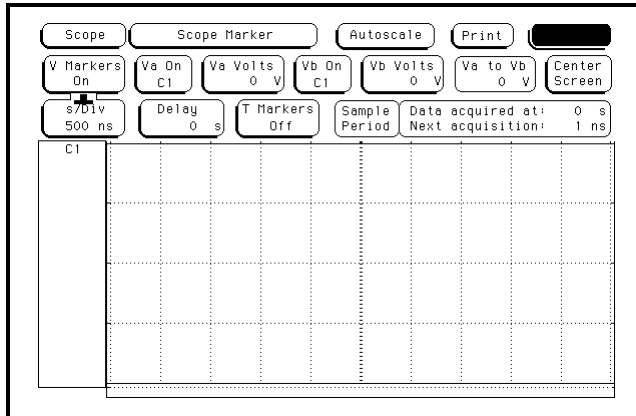 Scope Scope Marker Autoscale Print
V Markers Va On Va Volts Vb On Vb Volts Va to Vb Center
On C1 0 V C1 0 V 0 V Screen
s/Div Delay T Markers Sample Data acquired at: 0 s
500 ns 0 s Off Period Next acquisition: 1 ns
C1